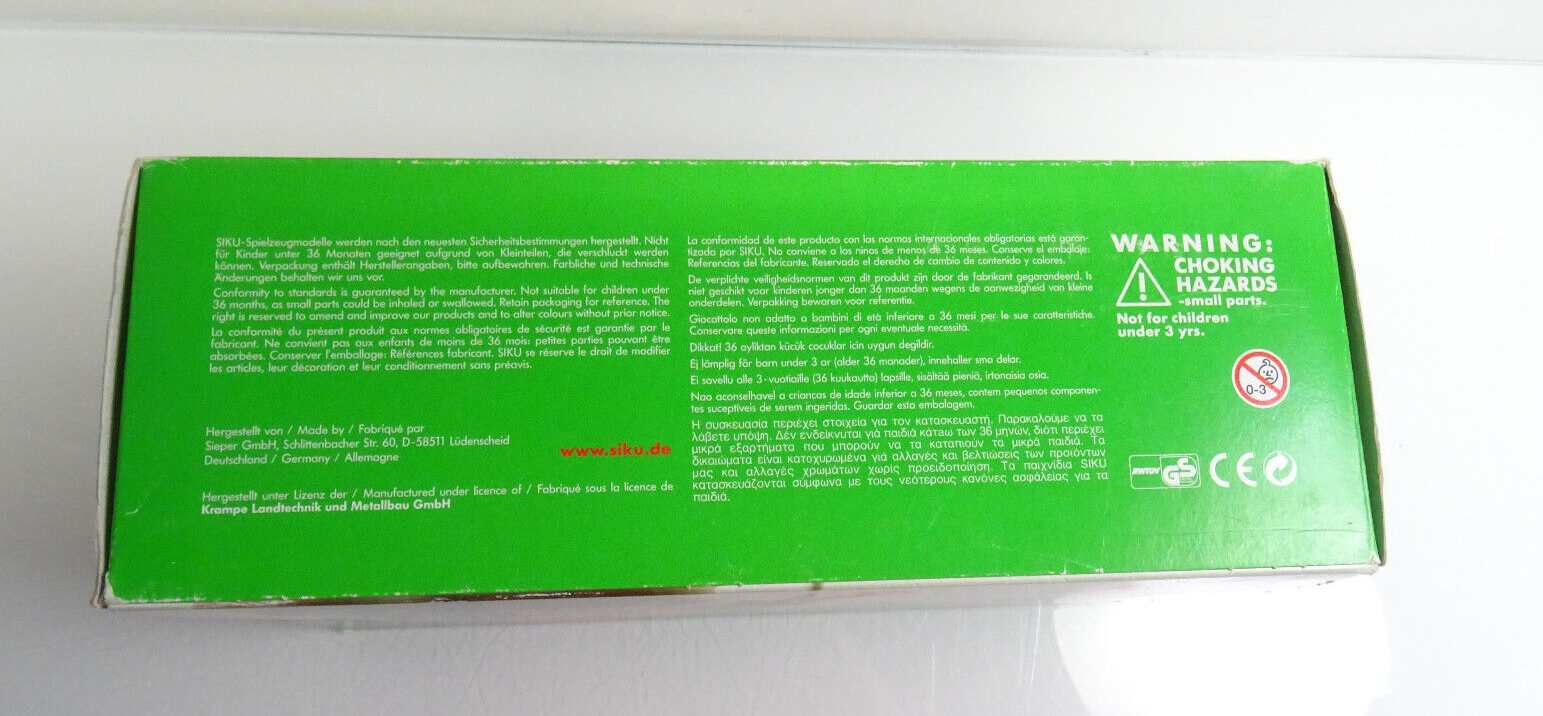 SIKU-Spielzeugmodelle werden nach den neuesten Sicherheitsbestimmungen hergestellt. Nicht
für Kinder unter 36 Monaten geeignet aufgrund von Kleinteilen, die verschluckt werden
können. Verpackung enthält Herstellerangaben, bitte aufbewahren. Farbliche und technische
Änderungen behalten wir uns vor.
Conformity to standards is guaranteed by the manufacturer. Not suitable for children under
36 months, as small parts could be inhaled or swallowed. Retain packaging for reference. The
right is reserved to amend and improve our products and to alter colours without prior notice.
La conformité du présent produit aux normes obligatoires de sécurité est garantie par le
fabricant. Ne convient pas aux enfants de moins de 36 mois: petites parties pouvant être
absorbées. Conserver l'emballage: Références fabricant. SIKU se réserve le droit de modifier
les articles, leur décoration et leur conditionnement sans préavis.
Hergestellt von / Made by / Fabriqué par
Sieper GmbH, Schlittenbacher Str. 60, D-58511 Lüdenscheid
Deutschland / Germany / Allemagne
www.siku.de
Hergestellt unter Lizenz der / Manufactured under licence of / Fabriqué sous la licence de
Krampe Landtechnik und Metallbau GmbH
La conformidad de este producto con las normas internacionales obligatorias está garan-
tizada por SIKU. No conviene a los ninos de menos de 36 meses. Conserve el embalaje:
Referencias del fabricante. Reservado el derecho de cambio de contenido y colores.
De verplichte veiligheidsnormen van dit produkt zijn door de fabrikant gegarandeerd. Is
niet geschikt voor kinderen jonger dan 36 maanden wegens de aanwezigheid van kleine
onderdelen. Verpakking bewaren voor referentie.
Giocattolo non adatto a bambini di età inferiore a 36 mesi per le sue caratteristiche.
Conservare queste informazioni per ogni eventuale necessità.
Dikkat! 36 ayliktan kücük cocuklar icin uygun degildir.
Ej lämplig för barn under 3 ar (alder 36 manader), innehaller sma delar.
Ei sovellu alle 3-vuotiaille (36 kuukautta) lapsille, sisältää pieniä, irtonaisia osia.
Nao aconselhavel a criancas de idade inferior a 36 meses, contem pequenos componen-
tes suceptiveis de serem ingeridas. Guardar esta embalagem.
Η συσκευασία περιέχει στοιχεία για τον κατασκευαστή. Παρακαλούμε να τα
λάβετε υπόψη. Δέν ενδείκνυται γιά παιδιά κάταω των 36 μηνών, διότι περιέχει
μικρά εξαρτήματα που μπορούν να τα καταπιούν τα μικρά παιδιά. Τα
δικαιώματα είναι κατοχυρωμένα γιά αλλαγές και βελτιώσεις των προιόντων
μας και αλλαγές χρωμάτων χωρίς προειδοποίηση. Τα παιχνίδια SIKU
κατασκευάζονται σύμφωνα με τους νεότερους κανόνες ασφάλείας για τα
παιδιά.
WARNING:
CHOKING
HAZARDS
-small parts.
Not for children
under 3 yrs.
0-3
RWTÜV GS CE